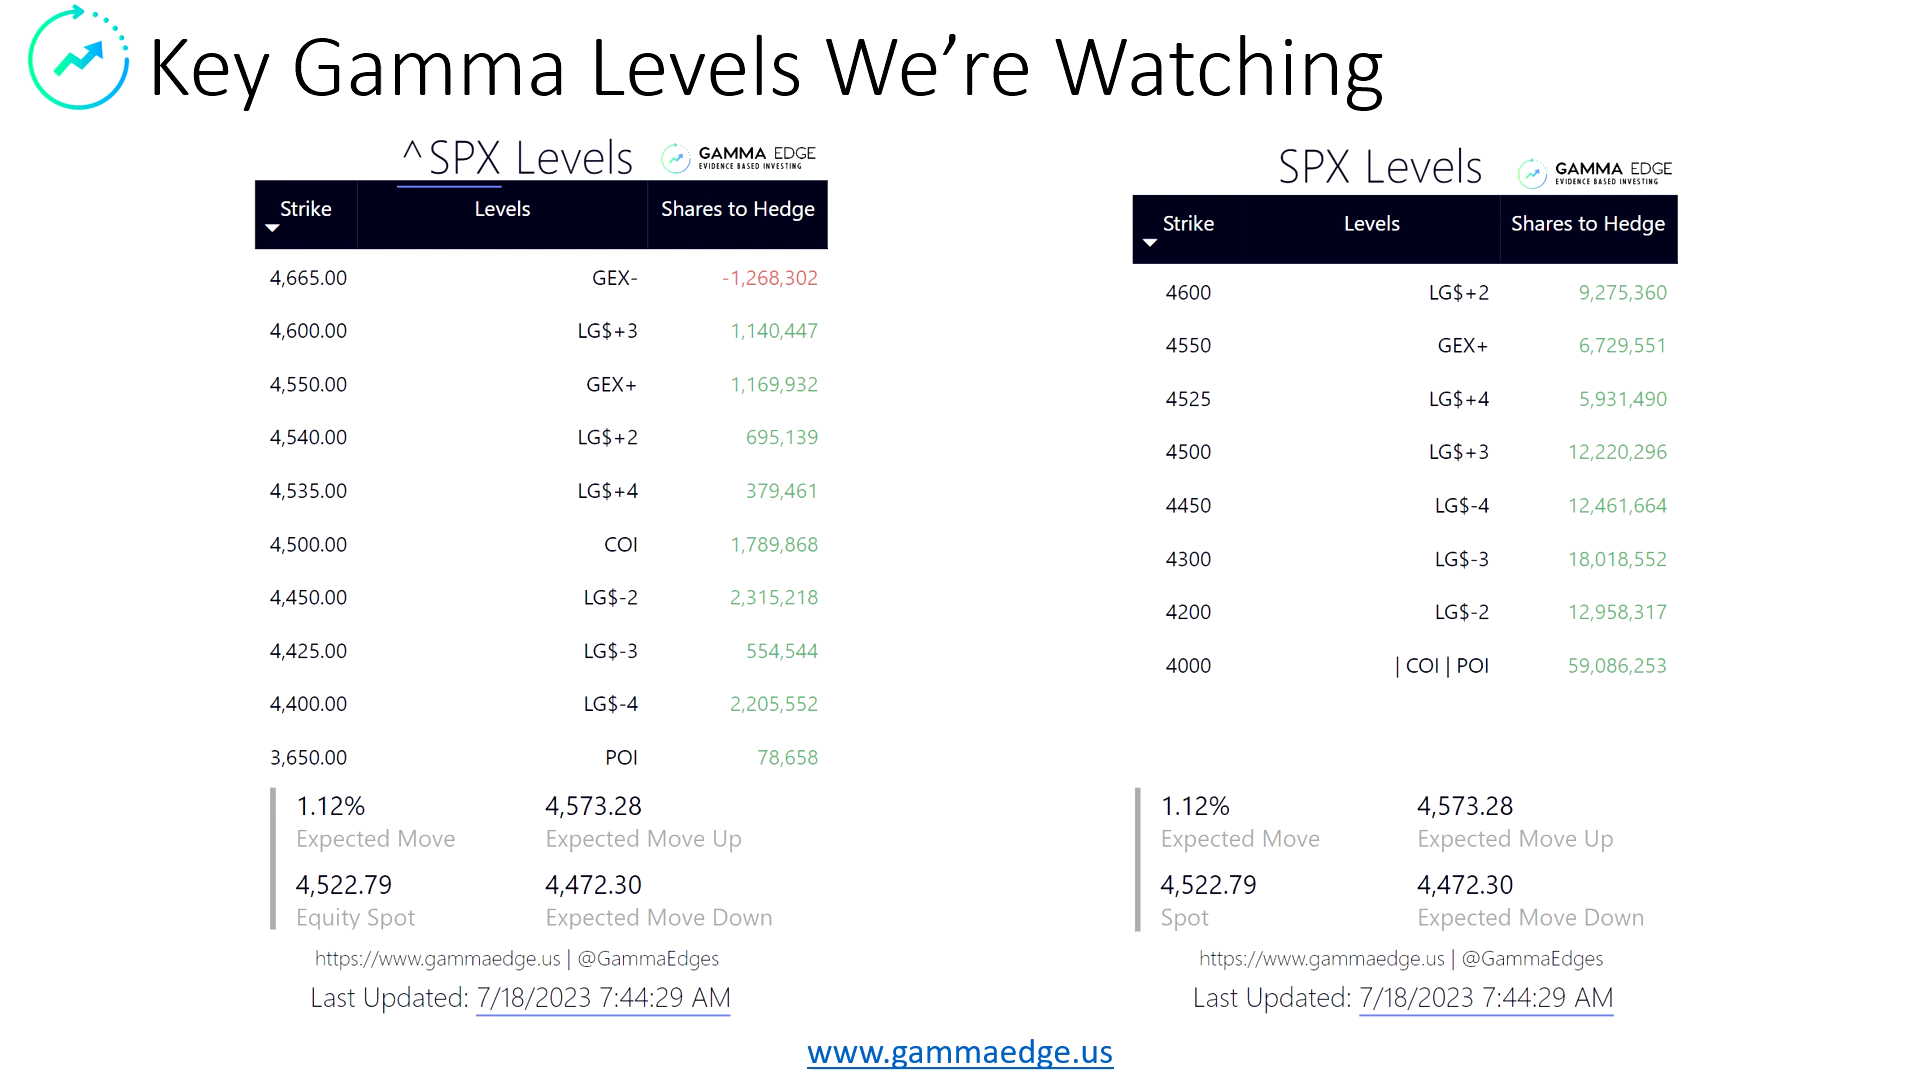 Key Gamma Levels We’re Watching
^SPX Levels
GAMMA EDGE
EVIDENCE BASED INVESTING
Strike Levels Shares to Hedge
4,665.00 GEX- -1,268,302
4,600.00 LG$+3 1,140,447
4,550.00 GEX+ 1,169,932
4,540.00 LG$+2 695,139
4,535.00 LG$+4 379,461
4,500.00 COI 1,789,868
4,450.00 LG$-2 2,315,218
4,425.00 LG$-3 554,544
4,400.00 LG$-4 2,205,552
3,650.00 POI 78,658
1.12% 4,573.28
Expected Move Expected Move Up
4,522.79 4,472.30
Equity Spot Expected Move Down
https://www.gammaedge.us | @GammaEdges
Last Updated: 7/18/2023 7:44:29 AM
SPX Levels
GAMMA EDGE
EVIDENCE BASED INVESTING
Strike Levels Shares to Hedge
4600 LG$+2 9,275,360
4550 GEX+ 6,729,551
4525 LG$+4 5,931,490
4500 LG$+3 12,220,296
4450 LG$-4 12,461,664
4300 LG$-3 18,018,552
4200 LG$-2 12,958,317
4000 | COI | POI 59,086,253
1.12% 4,573.28
Expected Move Expected Move Up
4,522.79 4,472.30
Spot Expected Move Down
https://www.gammaedge.us | @GammaEdges
Last Updated: 7/18/2023 7:44:29 AM
www.gammaedge.us